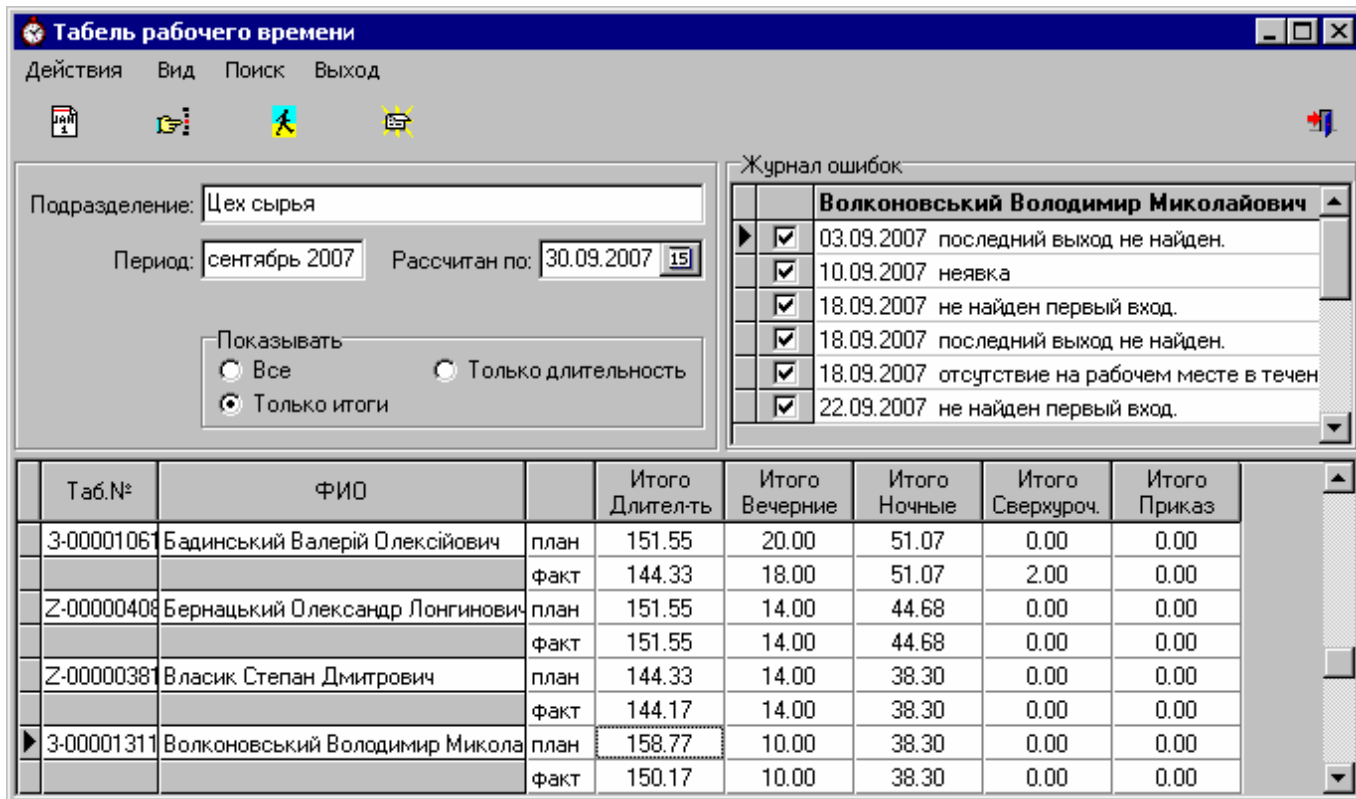 Табель рабочего времени
Действия Вид Поиск Выход
JAN 1
Журнал ошибок
Подразделение: Цех сырья
Период: сентябрь 2007 Рассчитан по: 30.09.2007 15
Показывать
Все Только длительность
Только итоги
Волконовський Володимир Миколайович
03.09.2007 последний выход не найден.
10.09.2007 неявка
18.09.2007 не найден первый вход.
18.09.2007 последний выход не найден.
18.09.2007 отсутствие на рабочем месте в течен
22.09.2007 не найден первый вход.
Таб.№ ФИО Итого Длител-ть Итого Вечерние Итого Ночные Итого Сверхуроч. Итого Приказ
3-00001061 Бадинський Валерій Олексійович план 151.55 20.00 51.07 0.00 0.00
факт 144.33 18.00 51.07 2.00 0.00
Z-00000408 Бернацький Олександр Лонгинович план 151.55 14.00 44.68 0.00 0.00
факт 151.55 14.00 44.68 0.00 0.00
Z-00000381 Власик Степан Дмитрович план 144.33 14.00 38.30 0.00 0.00
факт 144.17 14.00 38.30 0.00 0.00
3-00001311 Волконовський Володимир Микола план 158.77 10.00 38.30 0.00 0.00
факт 150.17 10.00 38.30 0.00 0.00